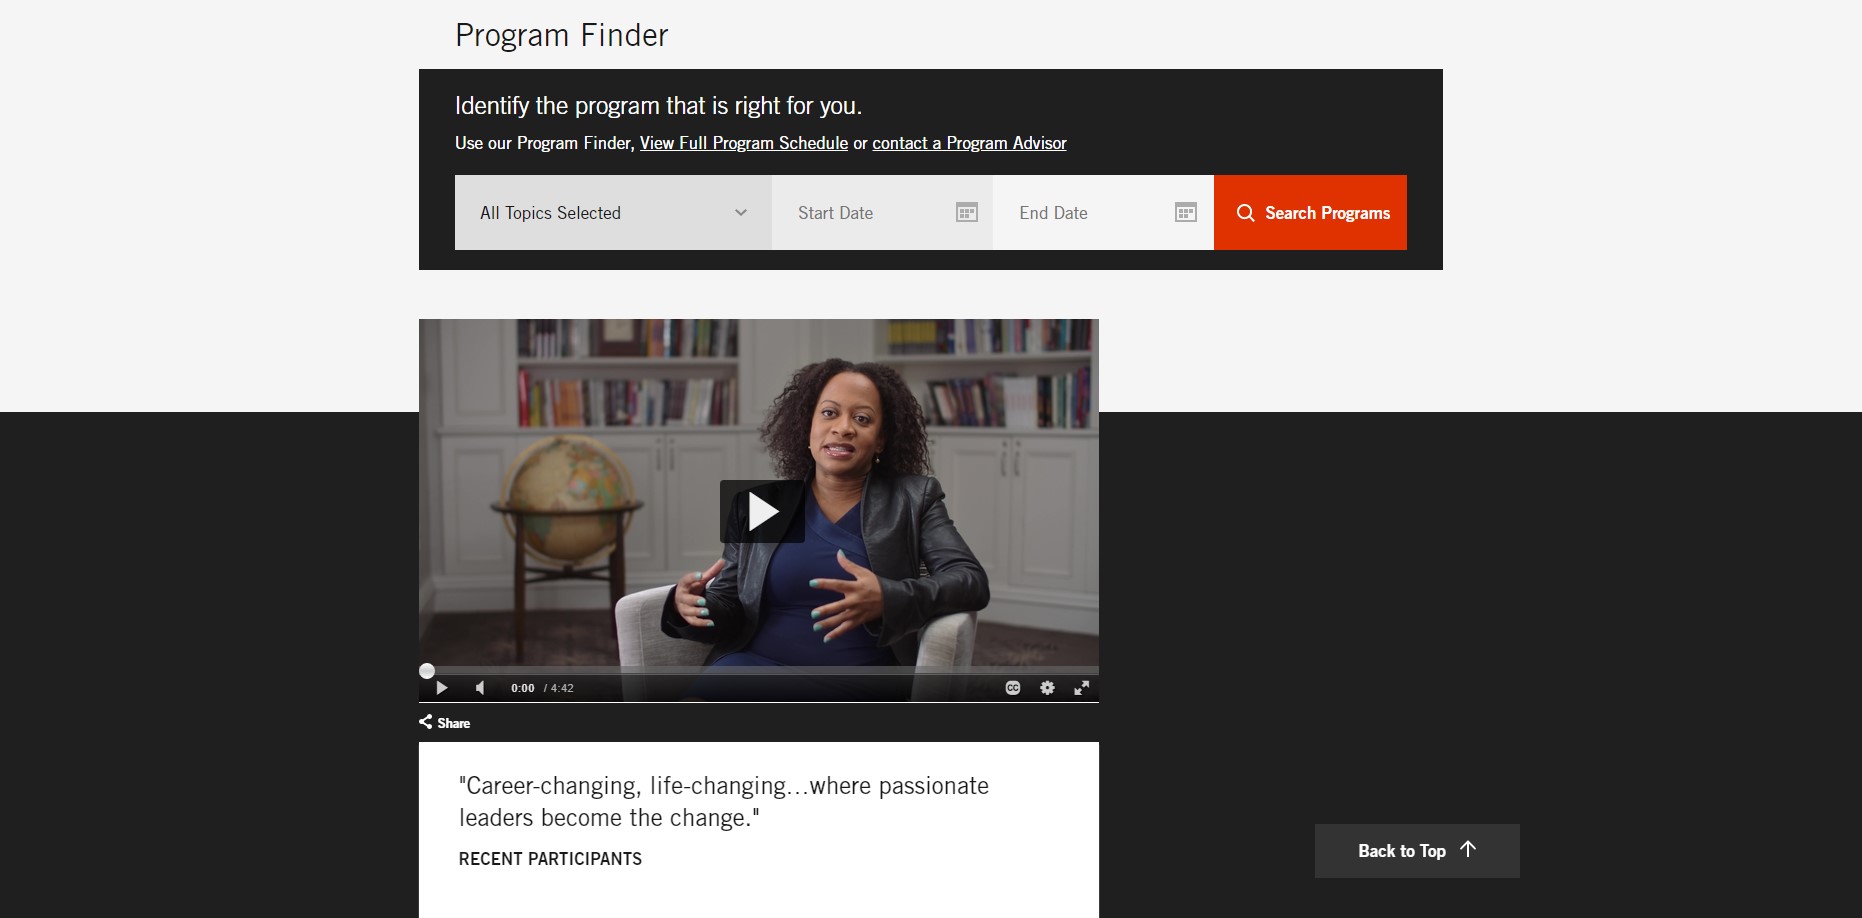 Program Finder
Identify the program that is right for you.
Use our Program Finder, View Full Program Schedule or contact a Program Advisor
All Topics Selected
Start Date
End Date
Search Programs
0:00 / 4:42
CC
Share
"Career-changing, life-changing...where passionate
leaders become the change."
RECENT PARTICIPANTS
Back to Top